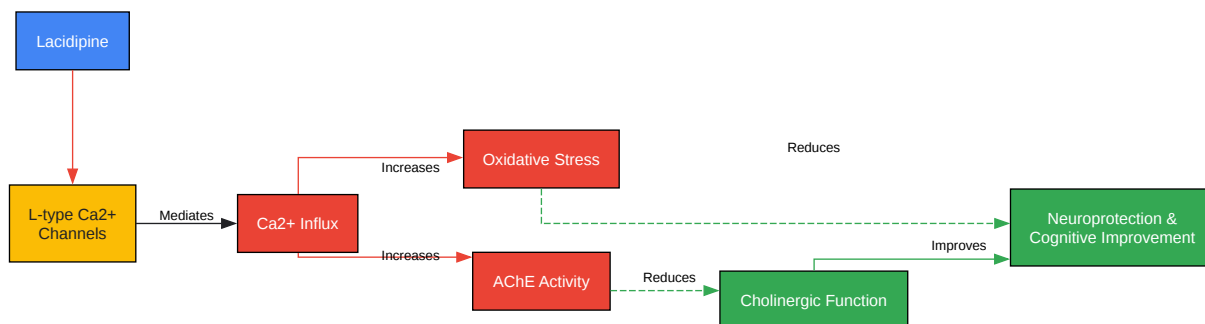 Lacidipine
Oxidative Stress
Reduces
Increases
L-type Ca2+
Channels
Mediates
Ca2+ Influx
Neuroprotection &
Cognitive Improvement
Improves
Increases
AChE Activity
Reduces
Cholinergic Function